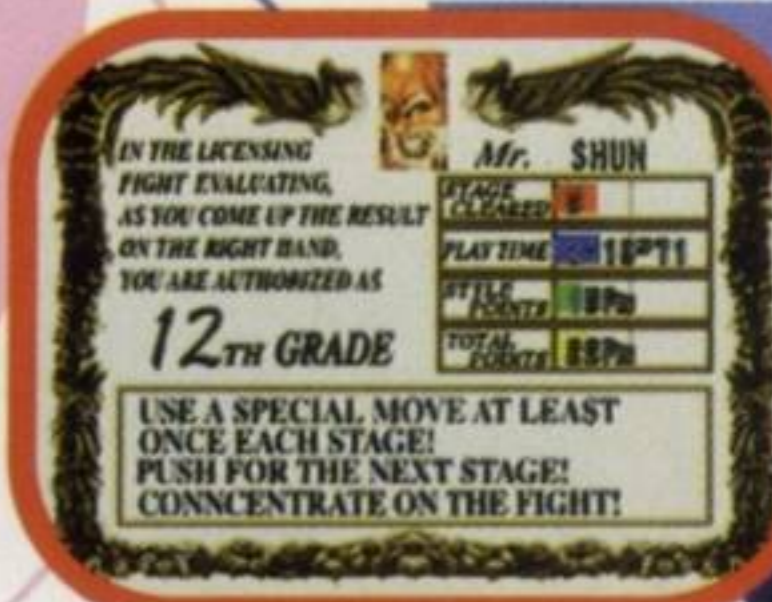 IN THE LICENSING
FIGHT EVALUATING,
AS YOU COME UP THE RESULT
ON THE RIGHT HAND,
YOU ARE AUTHORIZED AS
12TH GRADE
Mr. SHUN
STAGE
CLEARED
PLAY TIME 18"71
STYLE
POINTS
TOTAL
POINTS
USE A SPECIAL MOVE AT LEAST
ONCE EACH STAGE!
PUSH FOR THE NEXT STAGE!
CONNCENTRATE ON THE FIGHT!